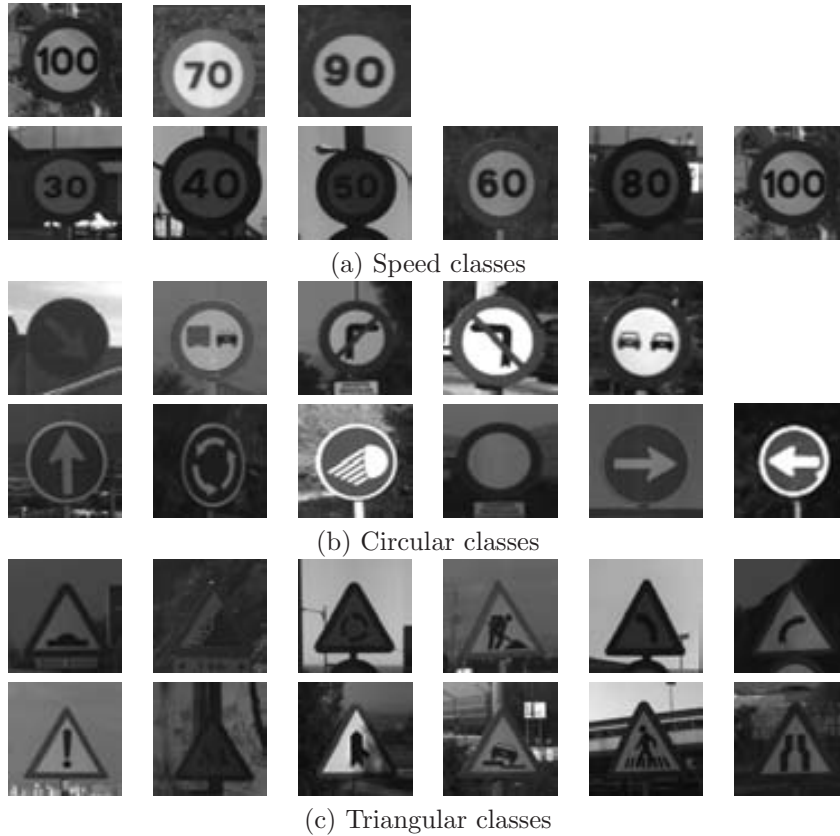 100 70 90
30 40 50 60 80 100
(a) Speed classes
(b) Circular classes
!
(c) Triangular classes